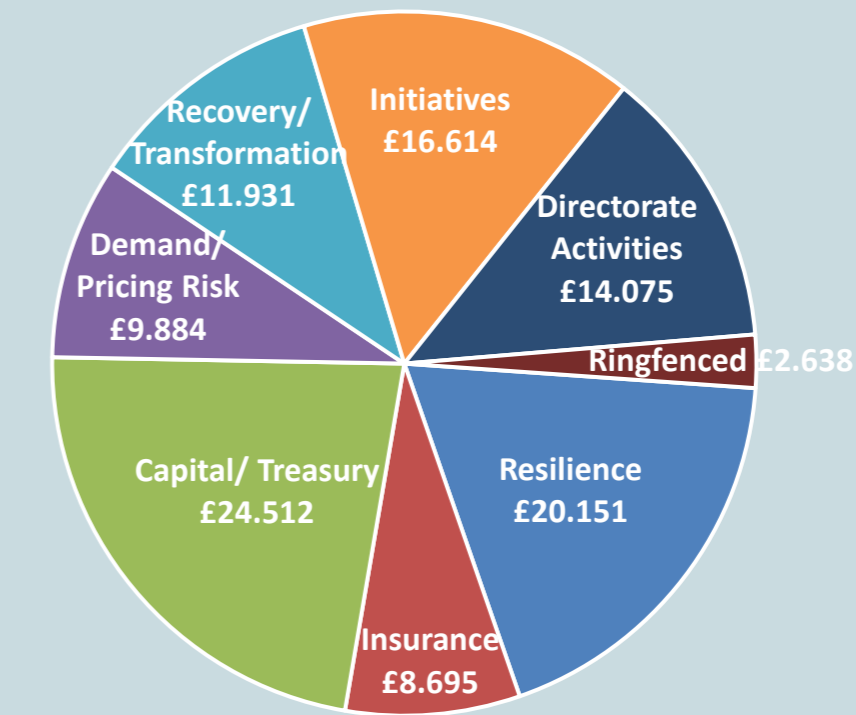 Initiatives
£16.614
Recovery/
Transformation
£11.931
Directorate
Activities
£14.075
Demand/
Pricing Risk
£9.884
Ringfenced £2.638
Capital/ Treasury
£24.512
Resilience
£20.151
Insurance
£8.695